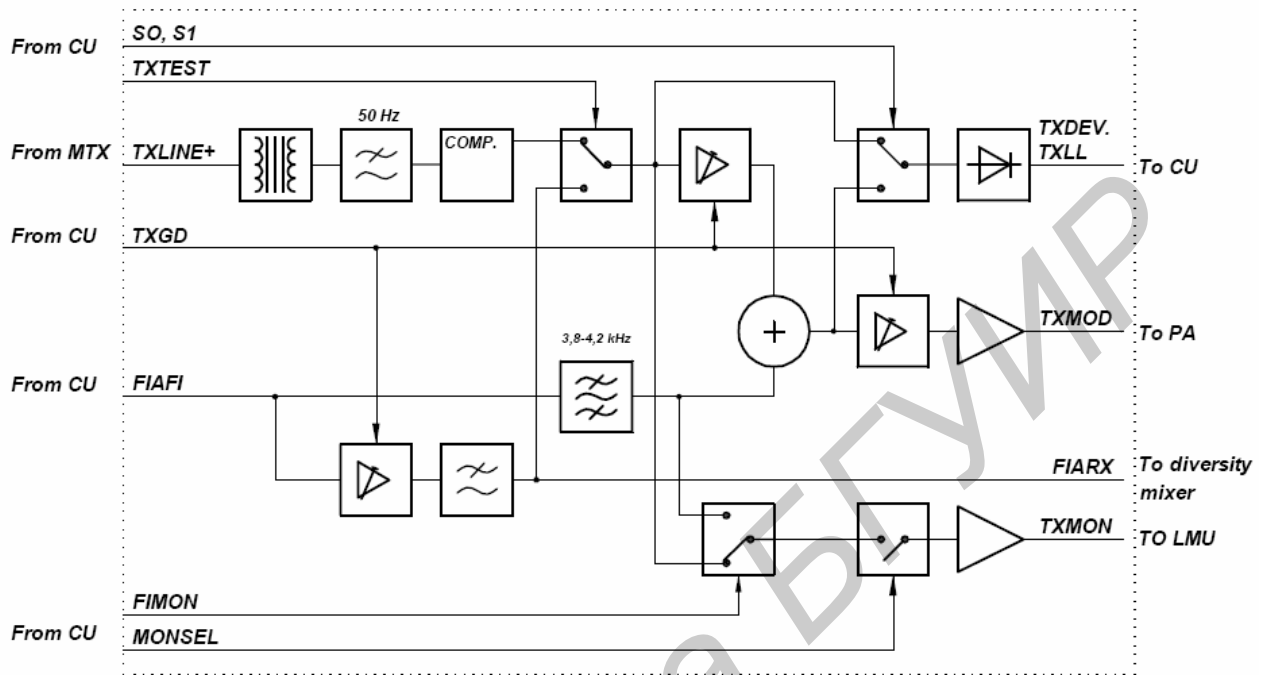 From CU
SO, S1
TXTEST
50 Hz
From MTX
TXLINE+
COMP.
TXDEV.
TXLL
To CU
From CU
TXGD
3,8-4,2 kHz
TXMOD
To PA
From CU
FIAFI
FIARX
To diversity
mixer
TXMON
TO LMU
FIMON
From CU
MONSEL
а БГУИР